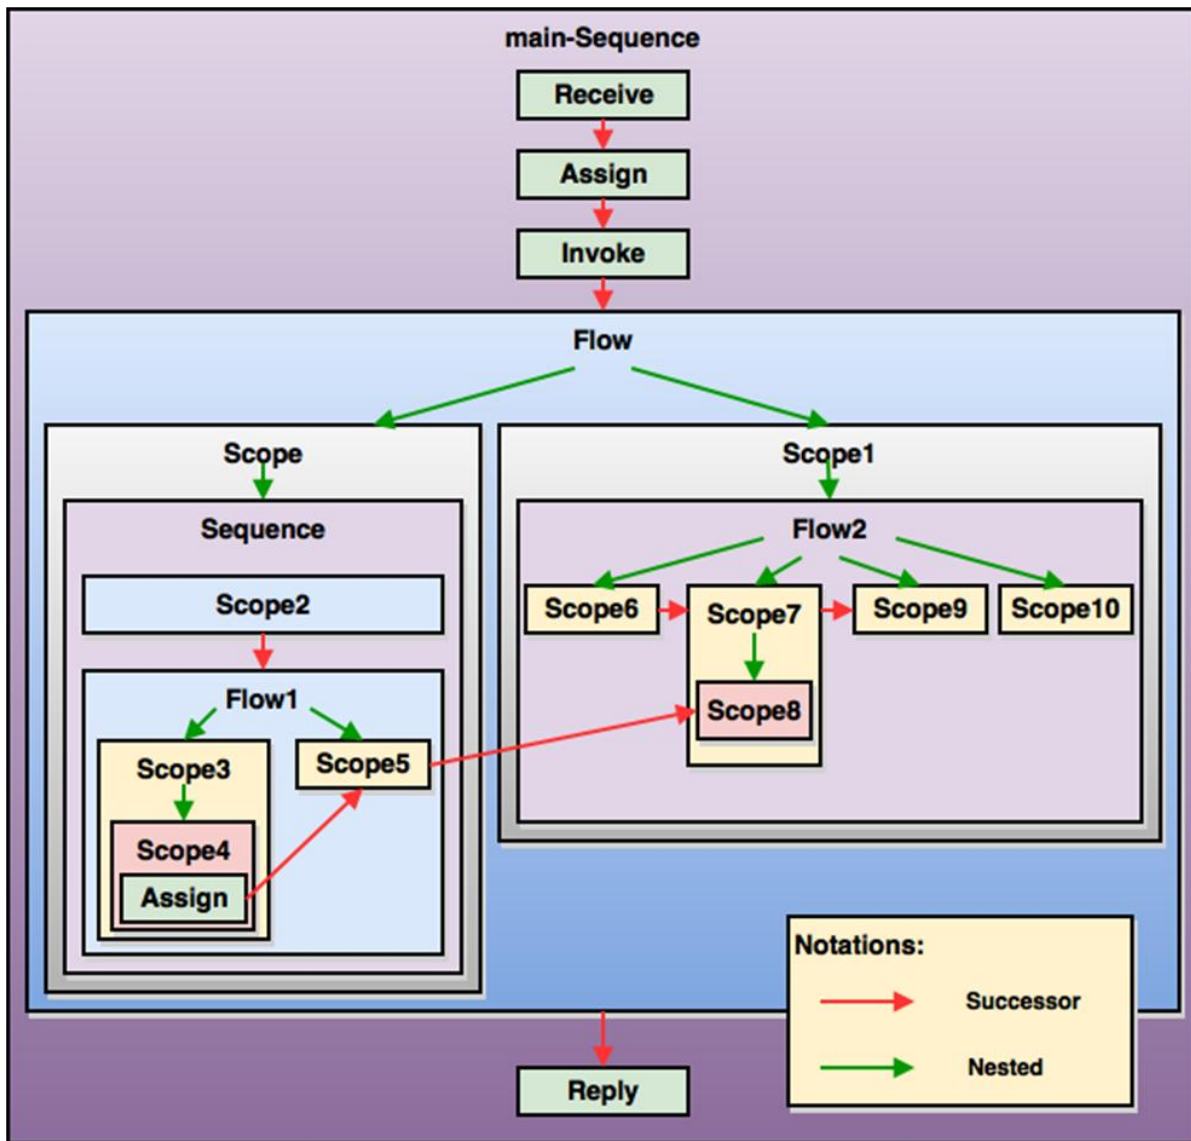 main-Sequence
Receive
Assign
Invoke
Flow
Scope
Sequence
Scope2
Flow1
Scope3
Scope5
Scope4
Assign
Scope1
Flow2
Scope6
Scope7
Scope9
Scope10
Scope8
Notations:
Successor
Nested
Reply